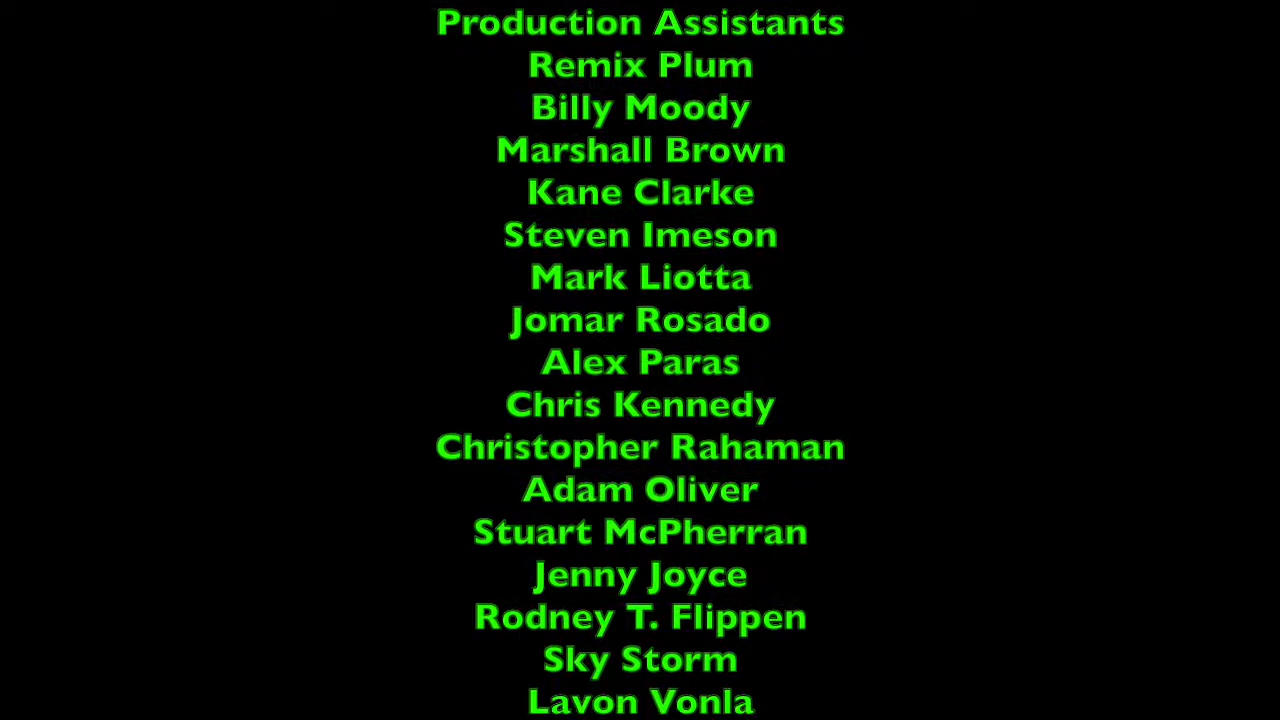 Production Assistants
Remix Plum
Billy Moody
Marshall Brown
Kane Clarke
Steven Imeson
Mark Liotta
Jomar Rosado
Alex Paras
Chris Kennedy
Christopher Rahaman
Adam Oliver
Stuart McPherran
Jenny Joyce
Rodney T. Flippen
Sky Storm
Lavon Vonla